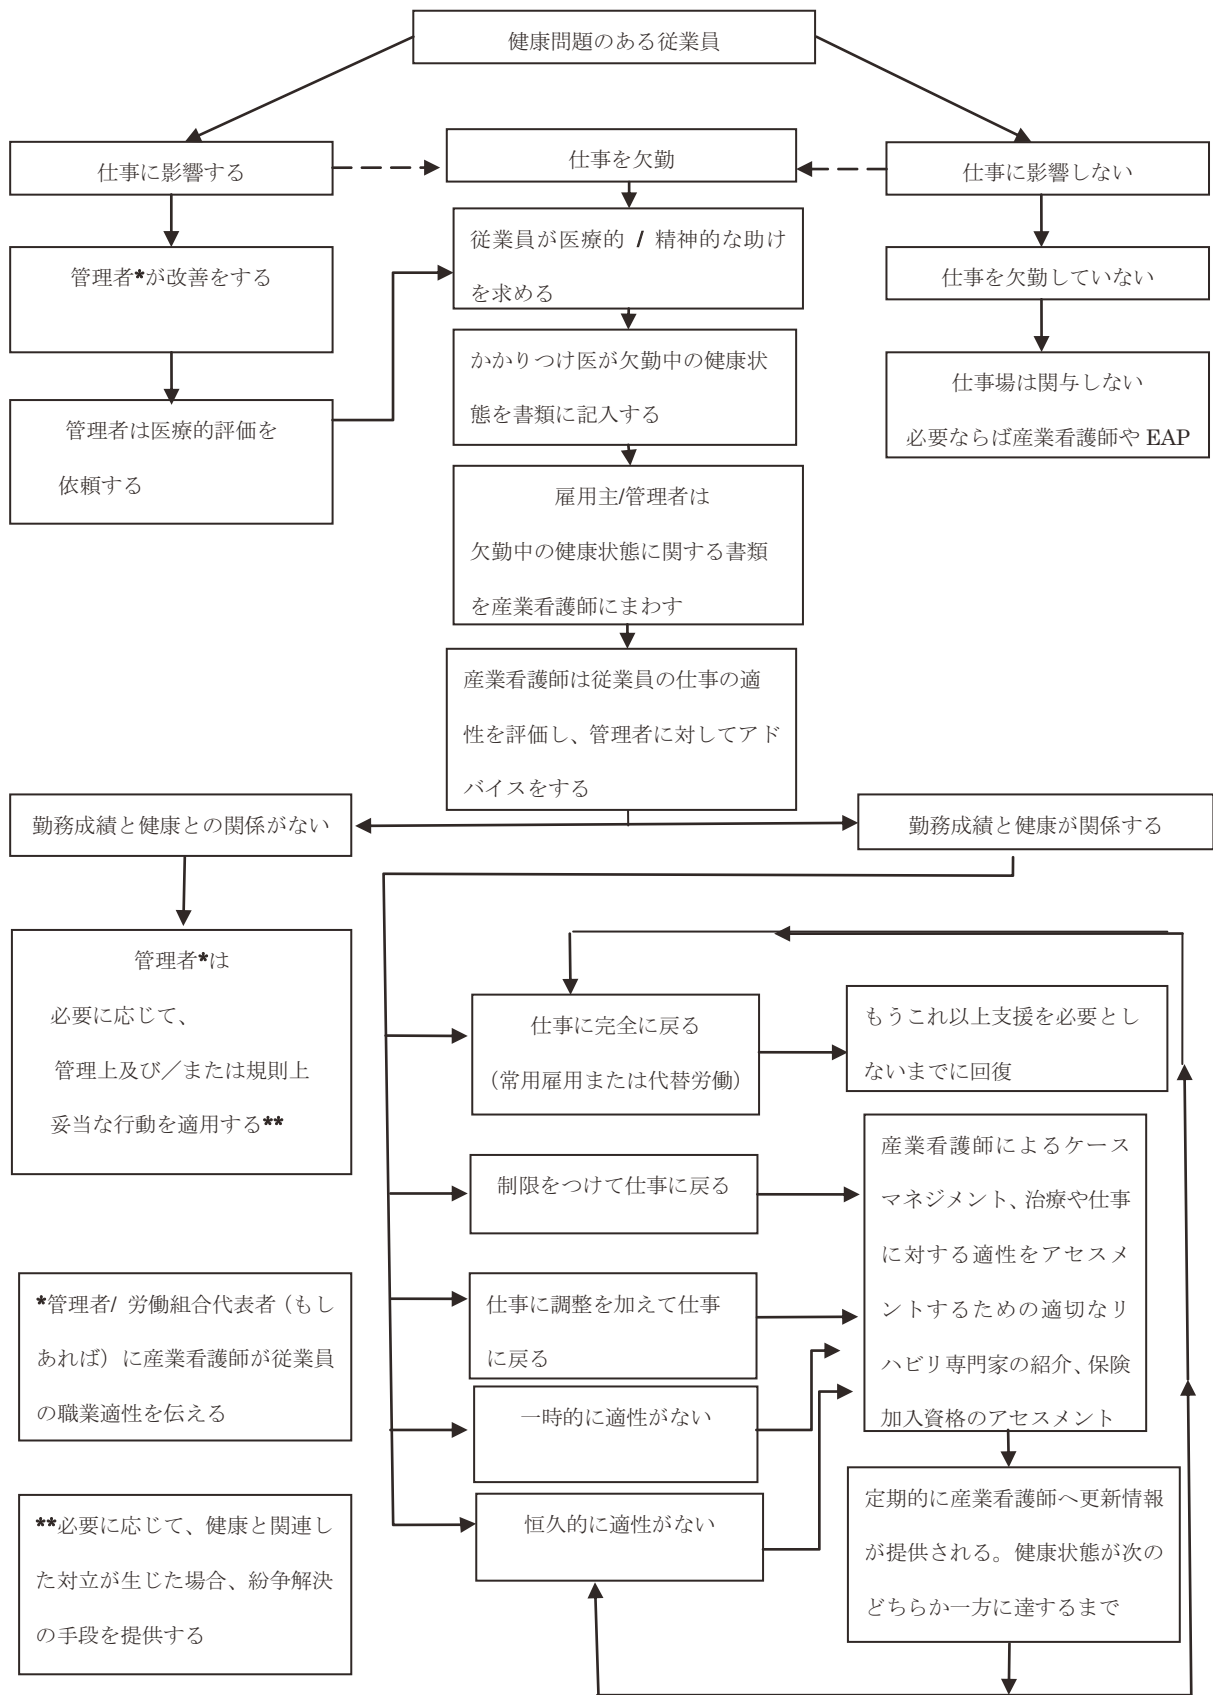 健康問題のある従業員
仕事に影響する
仕事を欠勤
仕事に影響しない
管理者*が改善をする
従業員が医療的 / 精神的な助け
を求める
仕事を欠勤していない
管理者は医療的評価を
依頼する
かかりつけ医が欠勤中の健康状
態を書類に記入する
仕事場は関与しない
必要ならば産業看護師や EAP
雇用主/管理者は
欠勤中の健康状態に関する書類
を産業看護師にまわす
産業看護師は従業員の仕事の適
性を評価し、管理者に対してアド
バイスをする
勤務成績と健康との関係がない
勤務成績と健康が関係する
管理者*は
必要に応じて、
管理上及び／または規則上
妥当な行動を適用する**
仕事に完全に戻る
（常用雇用または代替労働）
もうこれ以上支援を必要とし
ないまでに回復
制限をつけて仕事に戻る
産業看護師によるケース
マネジメント、治療や仕事
に対する適性をアセスメ
ントするための適切なリ
ハビリ専門家の紹介、保険
加入資格のアセスメント
仕事に調整を加えて仕事
に戻る
一時的に適性がない
恒久的に適性がない
定期的に産業看護師へ更新情報
が提供される。健康状態が次の
どちらか一方に達するまで
*管理者/ 労働組合代表者（もし
あれば）に産業看護師が従業員
の職業適性を伝える
**必要に応じて、健康と関連し
た対立が生じた場合、紛争解決
の手段を提供する